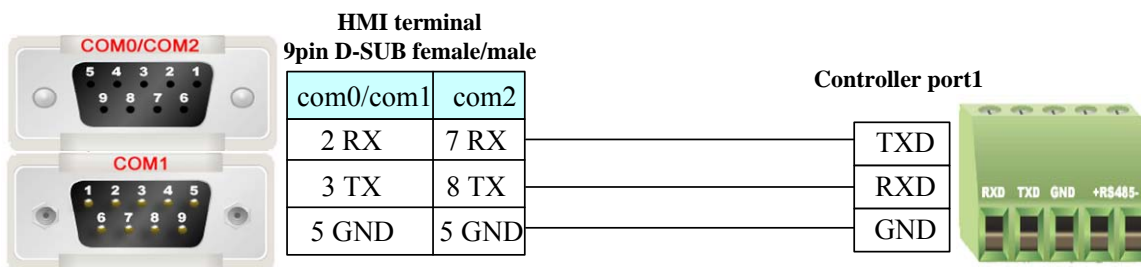 HMI terminal
9pin D-SUB female/male
COM0/COM2
5 4 3 2 1
9 8 7 6
COM1
1 2 3 4 5
6 7 8 9
com0/com1 com2
2 RX 7 RX
3 TX 8 TX
5 GND 5 GND
Controller port1
TXD
RXD
GND
RXD TXD GND +RS485-